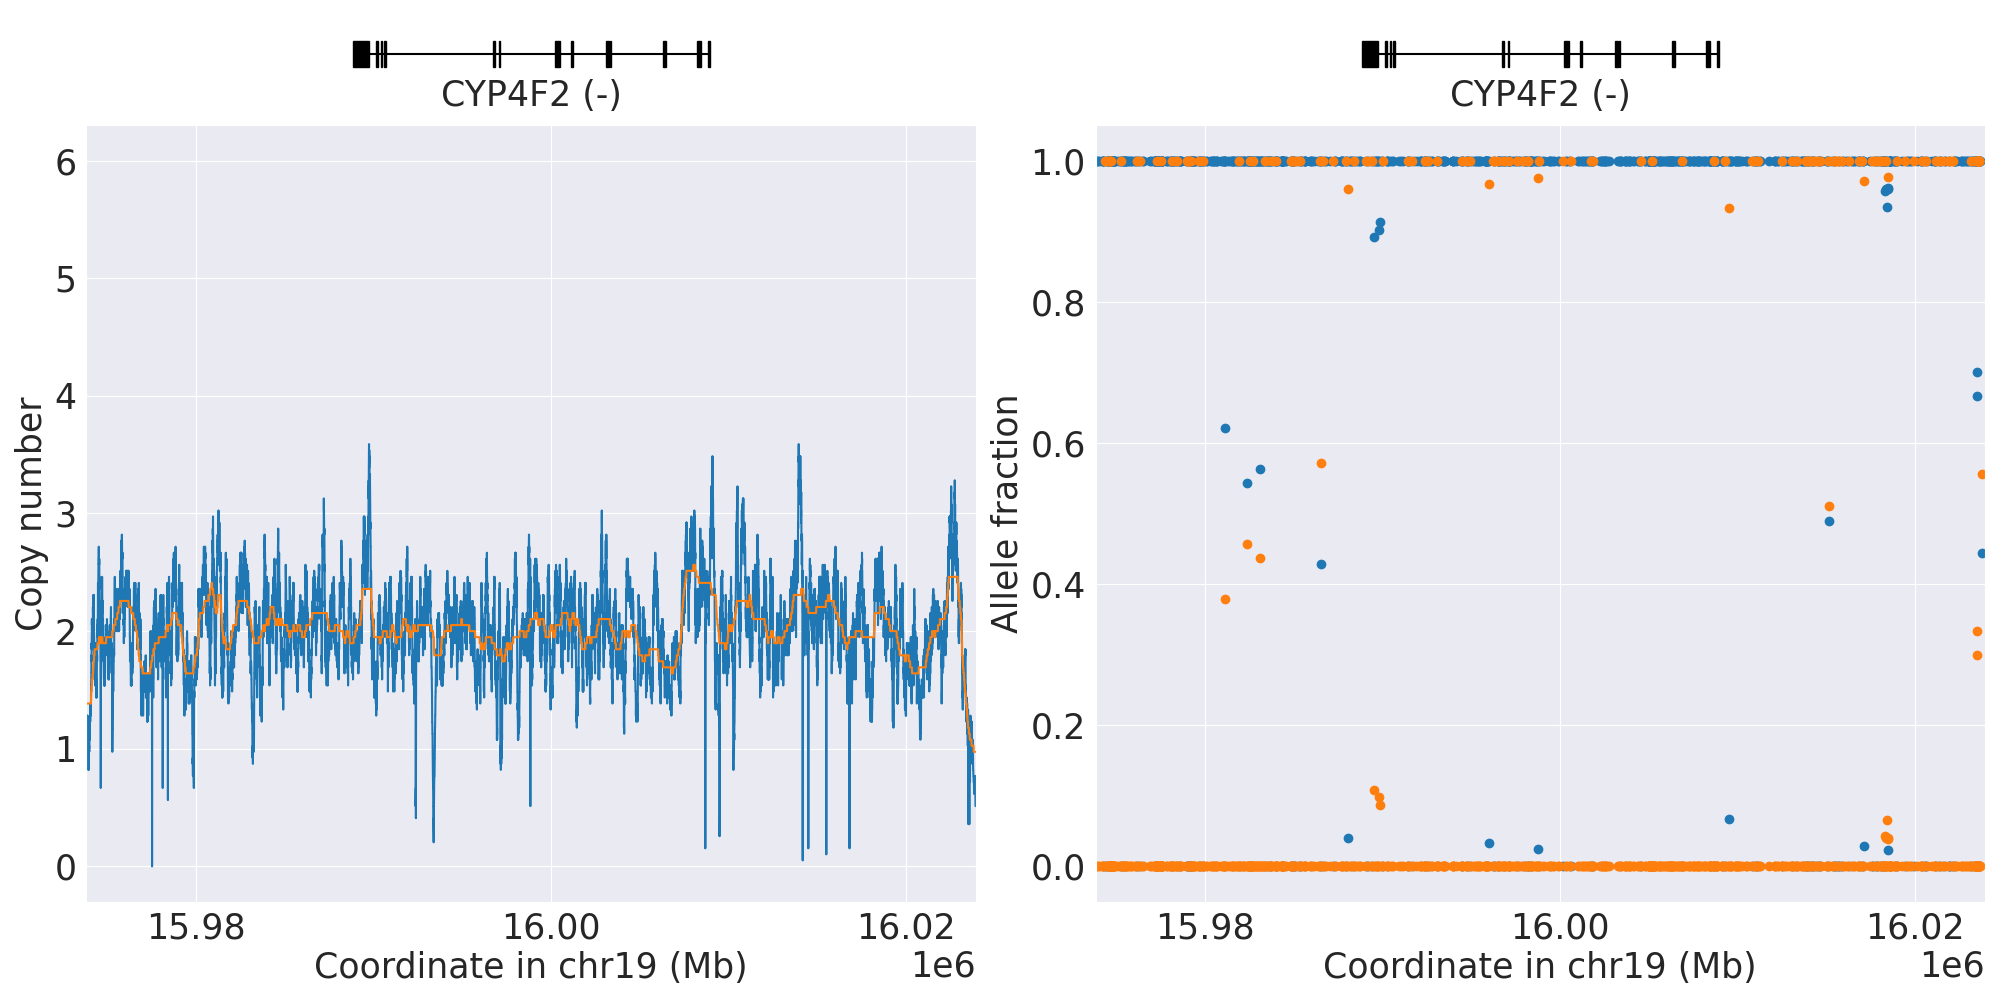 CYP4F2 (-)
6
5
4
3
2
1
0
Copy number
15.98
16.00
16.02
Coordinate in chr19 (Mb)
1e6
CYP4F2 (-)
1.0
0.8
0.6
0.4
0.2
0.0
Allele fraction
15.98
16.00
16.02
Coordinate in chr19 (Mb)
1e6